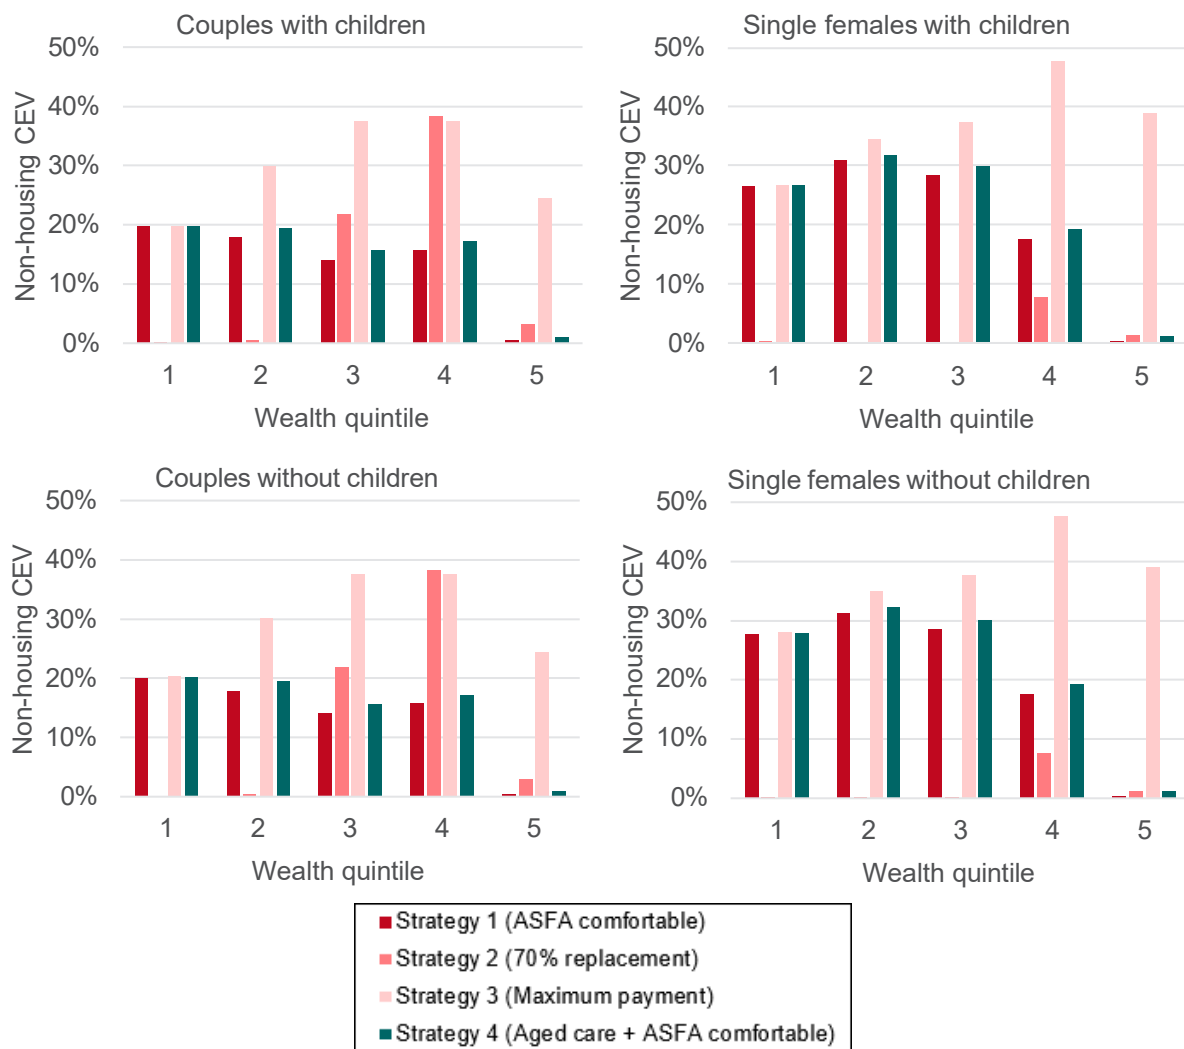 Couples with children
50%
40%
30%
20%
10%
0%
Non-housing CEV
1 2 3 4 5
Wealth quintile
Single females with children
50%
40%
30%
20%
10%
0%
Non-housing CEV
1 2 3 4 5
Wealth quintile
Couples without children
50%
40%
30%
20%
10%
0%
Non-housing CEV
1 2 3 4 5
Wealth quintile
Single females without children
50%
40%
30%
20%
10%
0%
Non-housing CEV
1 2 3 4 5
Wealth quintile
Strategy 1 (ASFA comfortable)
Strategy 2 (70% replacement)
Strategy 3 (Maximum payment)
Strategy 4 (Aged care + ASFA comfortable)